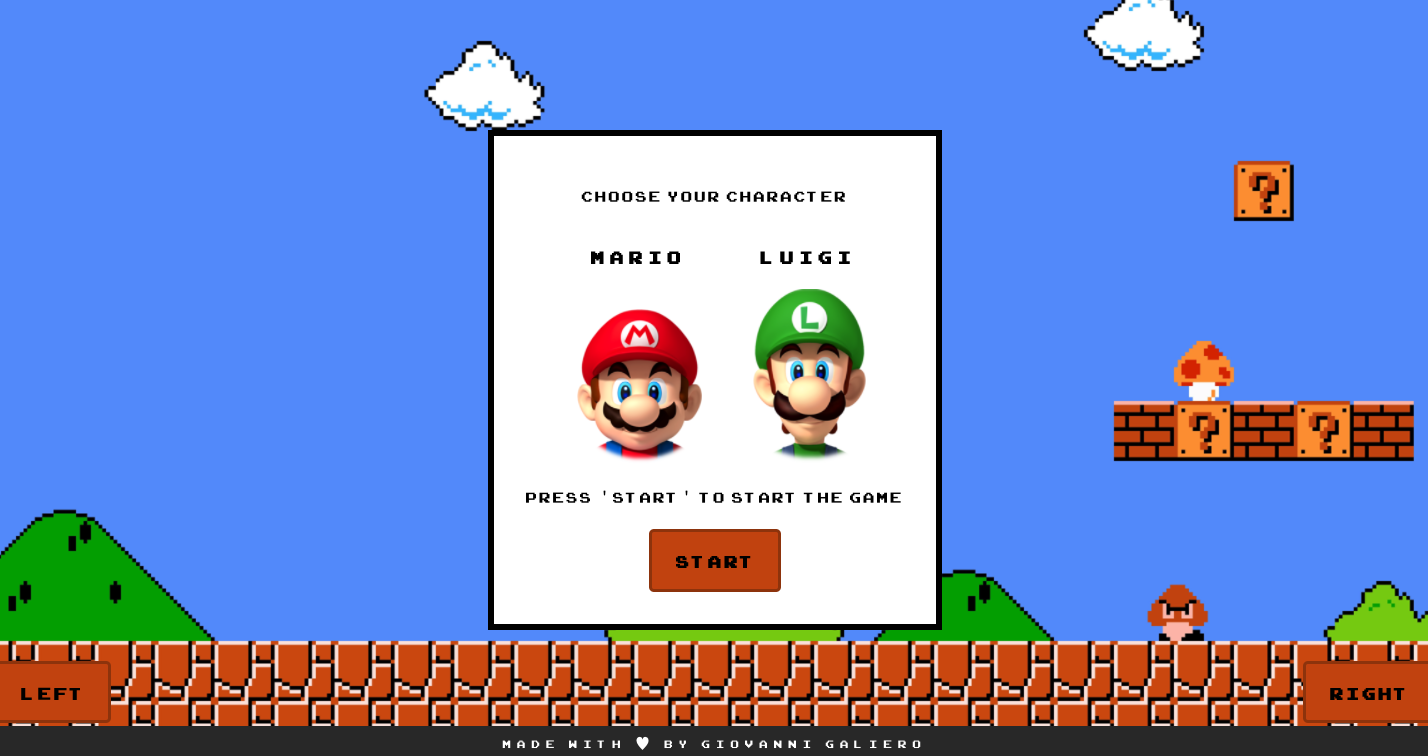 CHOOSE YOUR CHARACTER
MARIO
LUIGI
M
L
PRESS 'START' TO START THE GAME
START
?
?
?
LEFT
RIGHT
MADE WITH ♥ BY GIOVANNI GALIERO